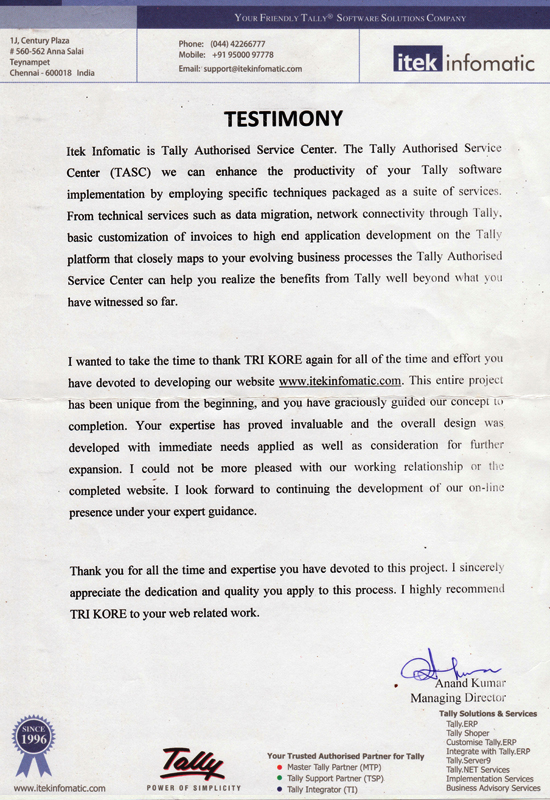 YOUR FRIENDLY TALLY® SOFTWARE SOLUTIONS COMPANY
1J, Century Plaza
# 560-562 Anna Salai
Teynampet
Chennai - 600018 India
Phone: (044) 42266777
Mobile: +91 95000 97778
Email: support@itekinfomatic.com
itek infomatic
TESTIMONY
Itek Infomatic is Tally Authorised Service Center. The Tally Authorised Service
Center (TASC) we can enhance the productivity of your Tally software
implementation by employing specific techniques packaged as a suite of services.
From technical services such as data migration, network connectivity through Tally,
basic customization of invoices to high end application development on the Tally
platform that closely maps to your evolving business processes the Tally Authorised
Service Center can help you realize the benefits from Tally well beyond what you
have witnessed so far.
I wanted to take the time to thank TRI KORE again for all of the time and effort you
have devoted to developing our website www.itekinfomatic.com. This entire project
has been unique from the beginning, and you have graciously guided our concept to
completion. Your expertise has proved invaluable and the overall design was
developed with immediate needs applied as well as consideration for further
expansion. I could not be more pleased with our working relationship or the
completed website. I look forward to continuing the development of our on-line
presence under your expert guidance.
Thank you for all the time and expertise you have devoted to this project. I sincerely
appreciate the dedication and quality you apply to this process. I highly recommend
TRI KORE to your web related work.
Anand Kumar
Managing Director
SINCE
1996
www.itekinfomatic.com
Tally
POWER OF SIMPLICITY
Your Trusted Authorised Partner for Tally
Master Tally Partner (MTP)
Tally Support Partner (TSP)
Tally Integrator (TI)
Tally Solutions & Services
Tally.ERP
Tally Shoper
Customise Tally.ERP
Integrate with Tally.ERP
Tally.Server9
Tally.NET Services
Implementation Services
Business Advisory Services